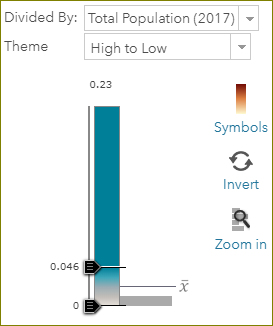 Divided By: Total Population (2017)
Theme High to Low
0.23
Symbols
Invert
0.046
Zoom in
x̄
0